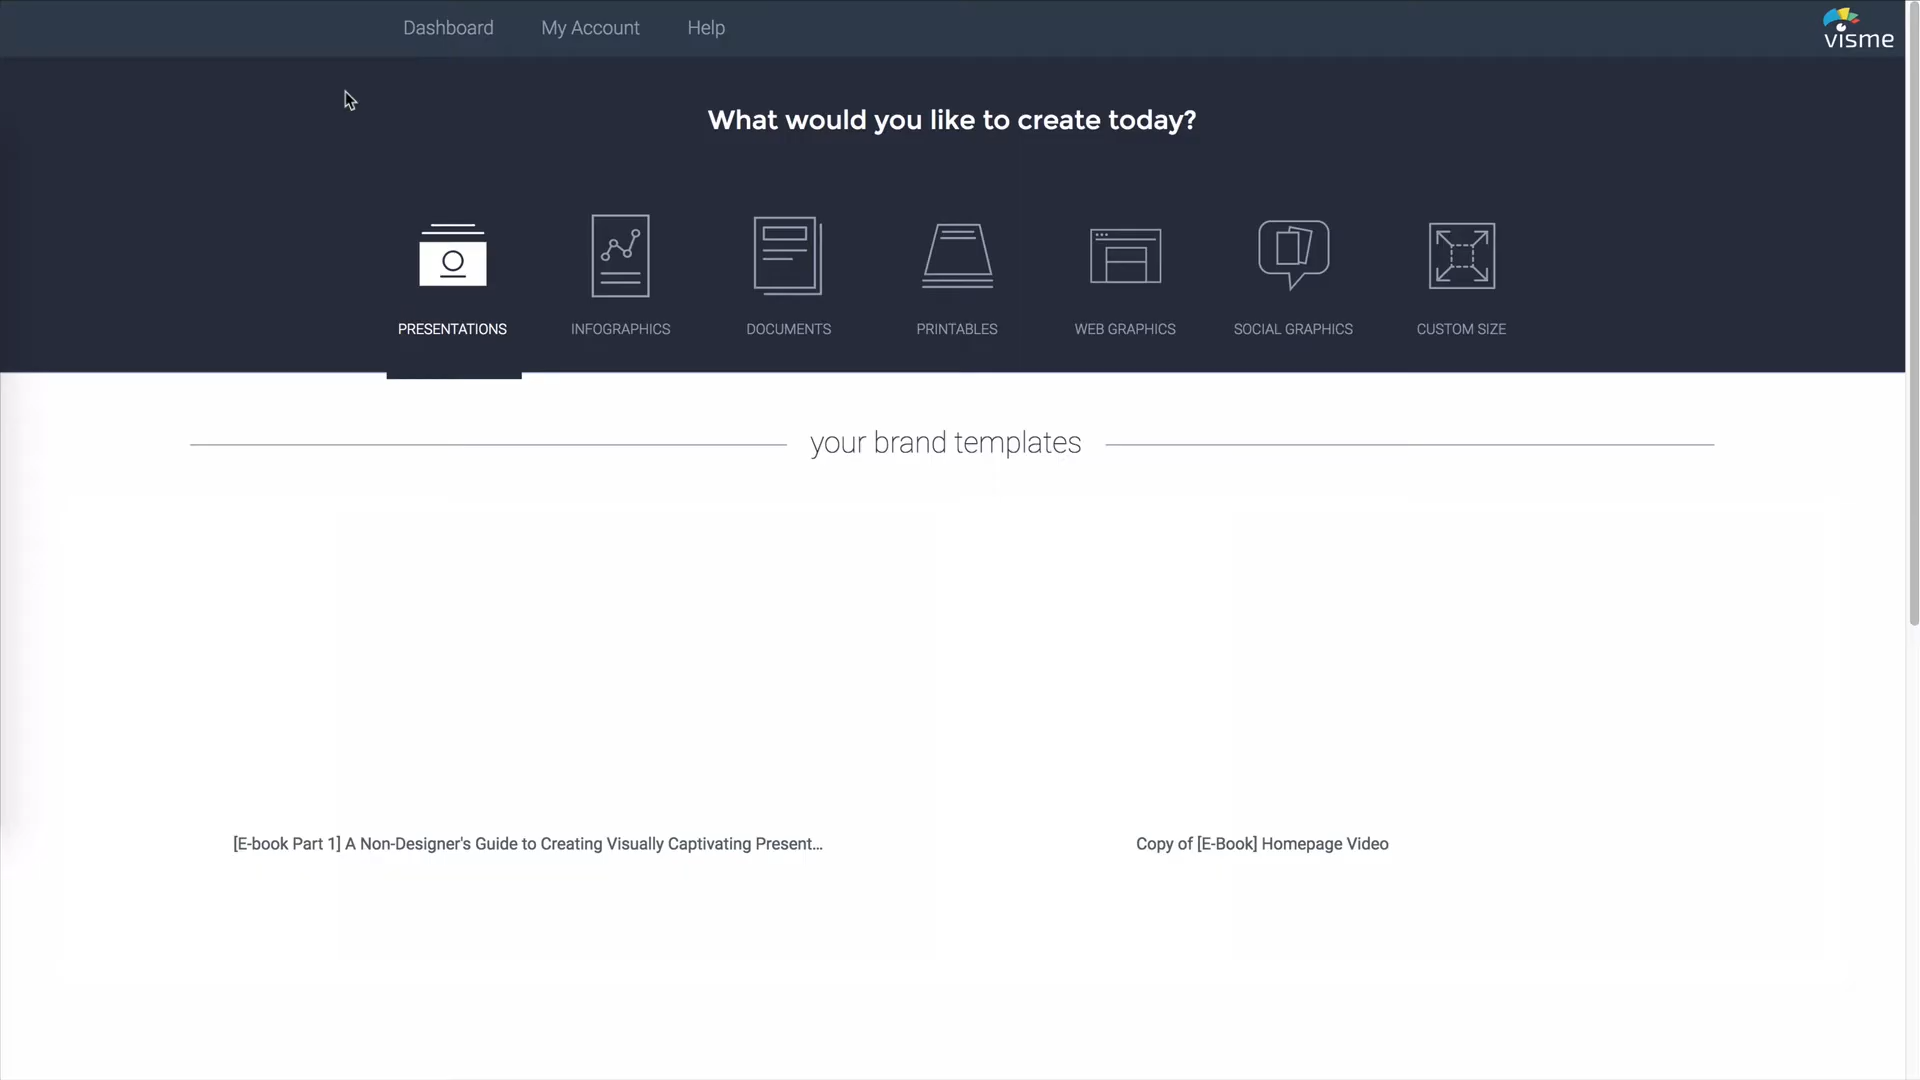 Dashboard My Account Help
visme
What would you like to create today?
PRESENTATIONS INFOGRAPHICS DOCUMENTS PRINTABLES WEB GRAPHICS SOCIAL GRAPHICS CUSTOM SIZE
your brand templates
[E-book Part 1] A Non-Designer's Guide to Creating Visually Captivating Present...
Copy of [E-Book] Homepage Video